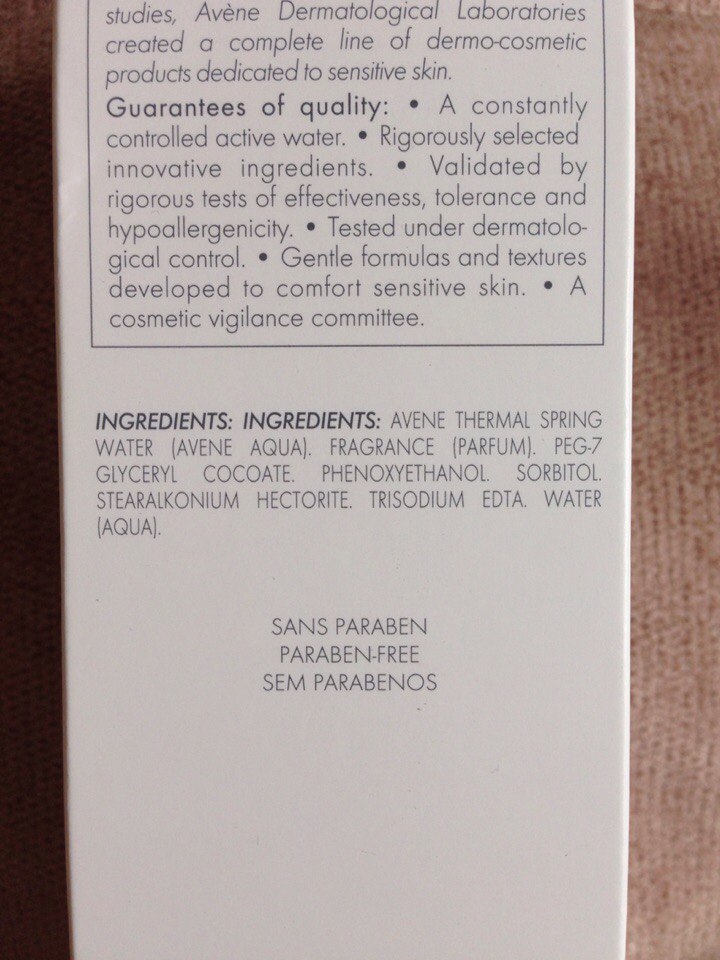 studies, Avène Dermatological Laboratories
created a complete line of dermo-cosmetic
products dedicated to sensitive skin.
Guarantees of quality: • A constantly
controlled active water. • Rigorously selected
innovative ingredients. • Validated by
rigorous tests of effectiveness, tolerance and
hypoallergenicity. • Tested under dermatolo-
gical control. • Gentle formulas and textures
developed to comfort sensitive skin. • A
cosmetic vigilance committee.
INGREDIENTS: INGREDIENTS: AVENE THERMAL SPRING
WATER (AVENE AQUA). FRAGRANCE (PARFUM). PEG-7
GLYCERYL COCOATE. PHENOXYETHANOL. SORBITOL.
STEARALKONIUM HECTORITE. TRISODIUM EDTA. WATER
(AQUA).
SANS PARABEN
PARABEN-FREE
SEM PARABENOS